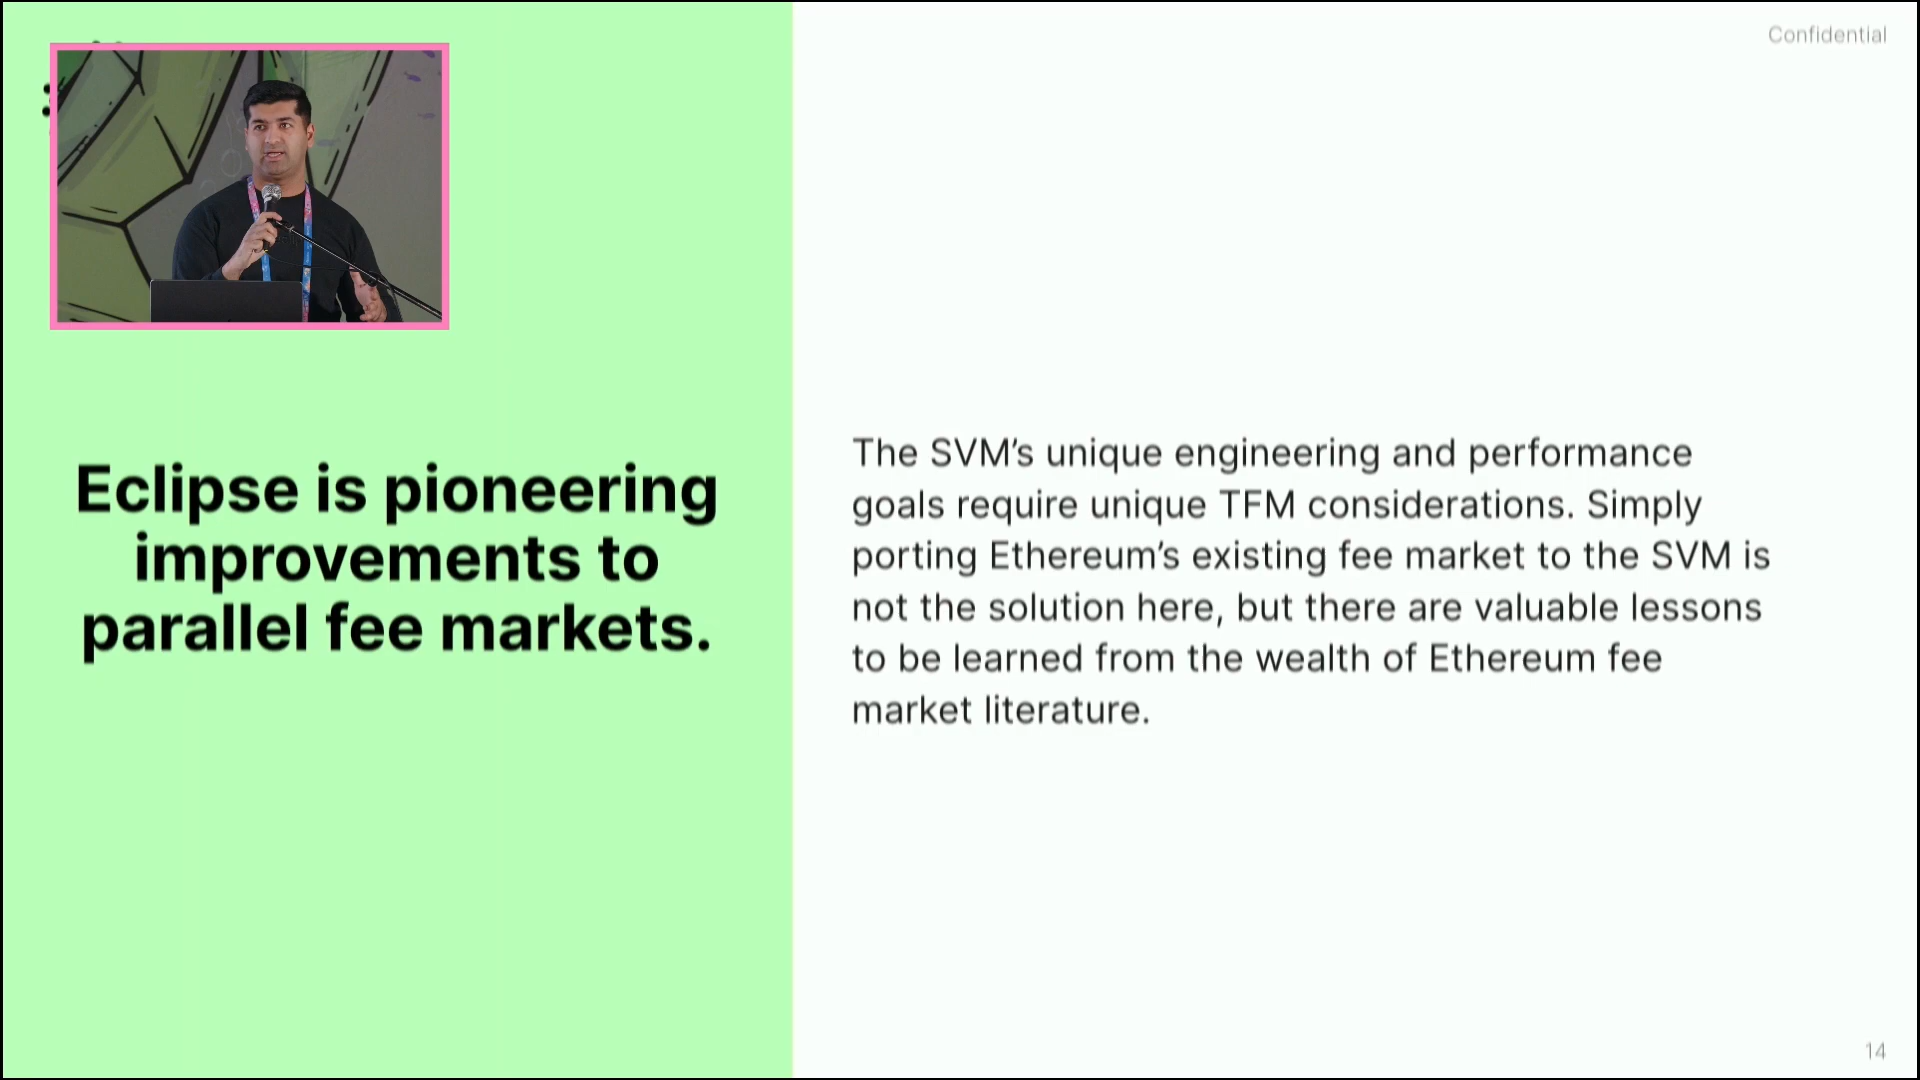 Confidential
Eclipse is pioneering
improvements to
parallel fee markets.
The SVM’s unique engineering and performance
goals require unique TFM considerations. Simply
porting Ethereum’s existing fee market to the SVM is
not the solution here, but there are valuable lessons
to be learned from the wealth of Ethereum fee
market literature.
14